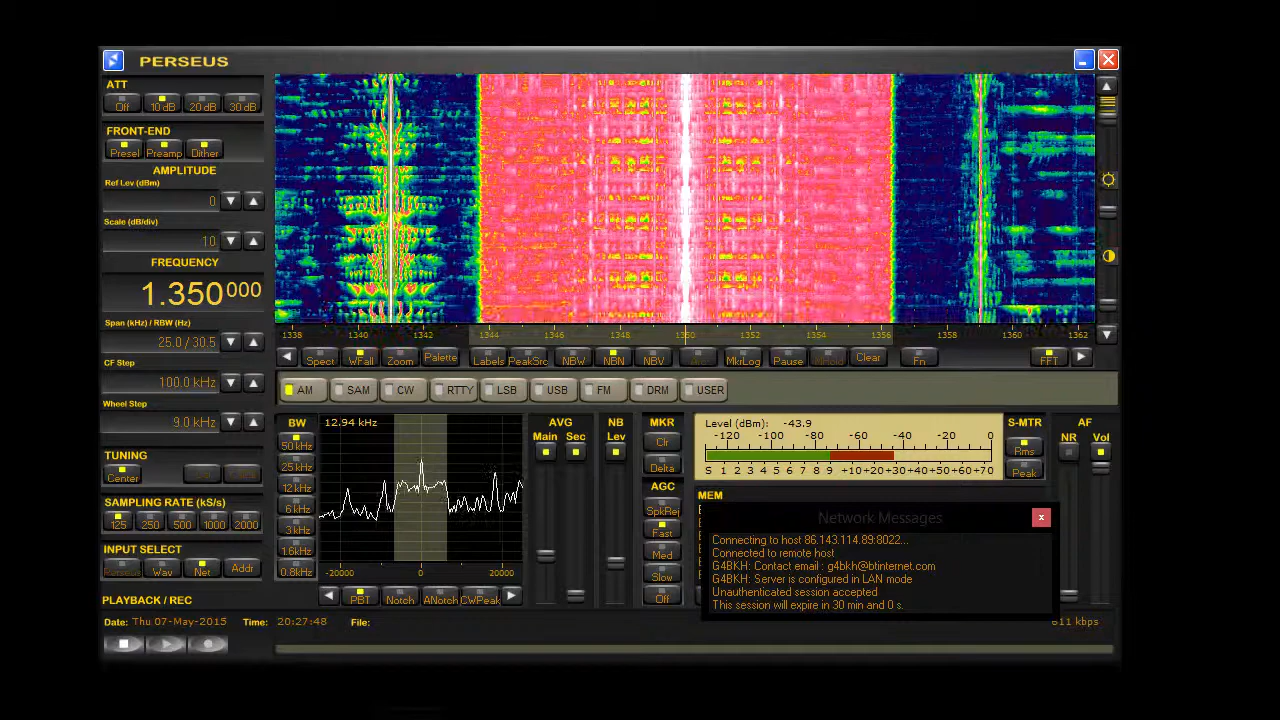 PERSEUS
ATT
Off 10 dB 20 dB 30 dB
FRONT-END
Presel Preamp Dither
AMPLITUDE
Ref Lev (dBm)
0
Scale (dB/div)
10
FREQUENCY
1.350000
Span (kHz) / RBW (Hz)
25.0 / 30.5
CF Step
100.0 kHz
Wheel Step
9.0 kHz
TUNING
Center
SAMPLING RATE (kS/s)
125 250 500 1000 2000
INPUT SELECT
Perseus Wav Net Addr
PLAYBACK / REC
Date: Thu 07-May-2015 Time: 20:27:48 File:
1338 1340 1342 1344 1346 1348 1350 1352 1354 1356 1358 1360 1362
Spect WFall Zoom Palette Labels PeakSrc NBW NBN NBV MkrLog Pause Clear Fn FFT
AM SAM CW RTTY LSB USB FM DRM USER
BW
50 kHz
25 kHz
12 kHz
6 kHz
3 kHz
1.6kHz
0.8kHz
12.94 kHz
-20000 0 20000
PBT Notch ANotch CWPeak
AVG
Main Sec
NB
Lev
MKR
Clr
Delta
AGC
SpkRej
Fast
Med
Slow
Off
Level (dBm): -43.9
-120 -100 -80 -60 -40 -20 0
S 1 2 3 4 5 6 7 8 9 +10 +20 +30 +40 +50 +60 +70
S-MTR
Rms
Peak
AF
NR Vol
MEM
Network Messages
x
Connecting to host 86.143.114.89:8022...
Connected to remote host
G4BKH: Contact email : g4bkh@btinternet.com
G4BKH: Server is configured in LAN mode
Unauthenticated session accepted
This session will expire in 30 min and 0 s.
kbps